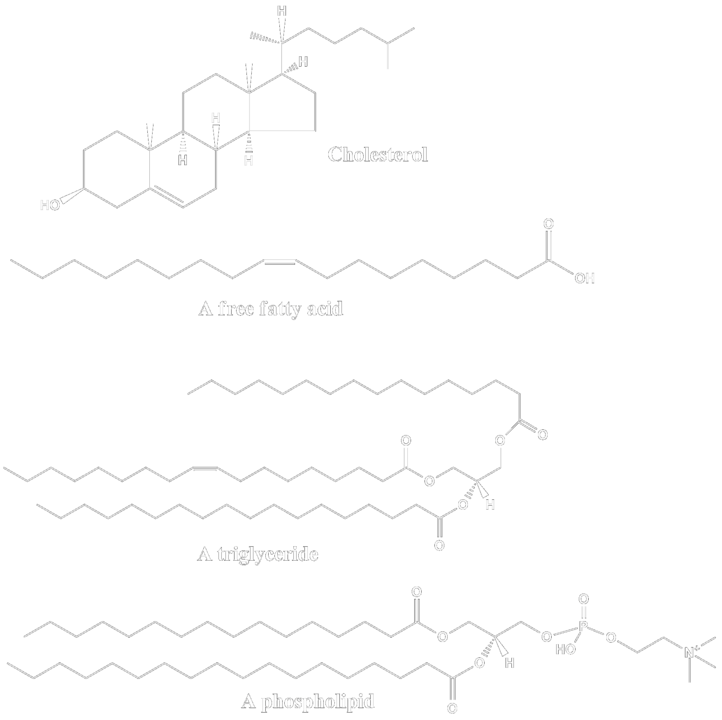 H
H
H
H
H
Cholesterol
HO
O
OH
A free fatty acid
O
O
O
O
O
H
O
A triglyceride
O
O
O
O
P
O
HO
N+
O
H
O
A phospholipid